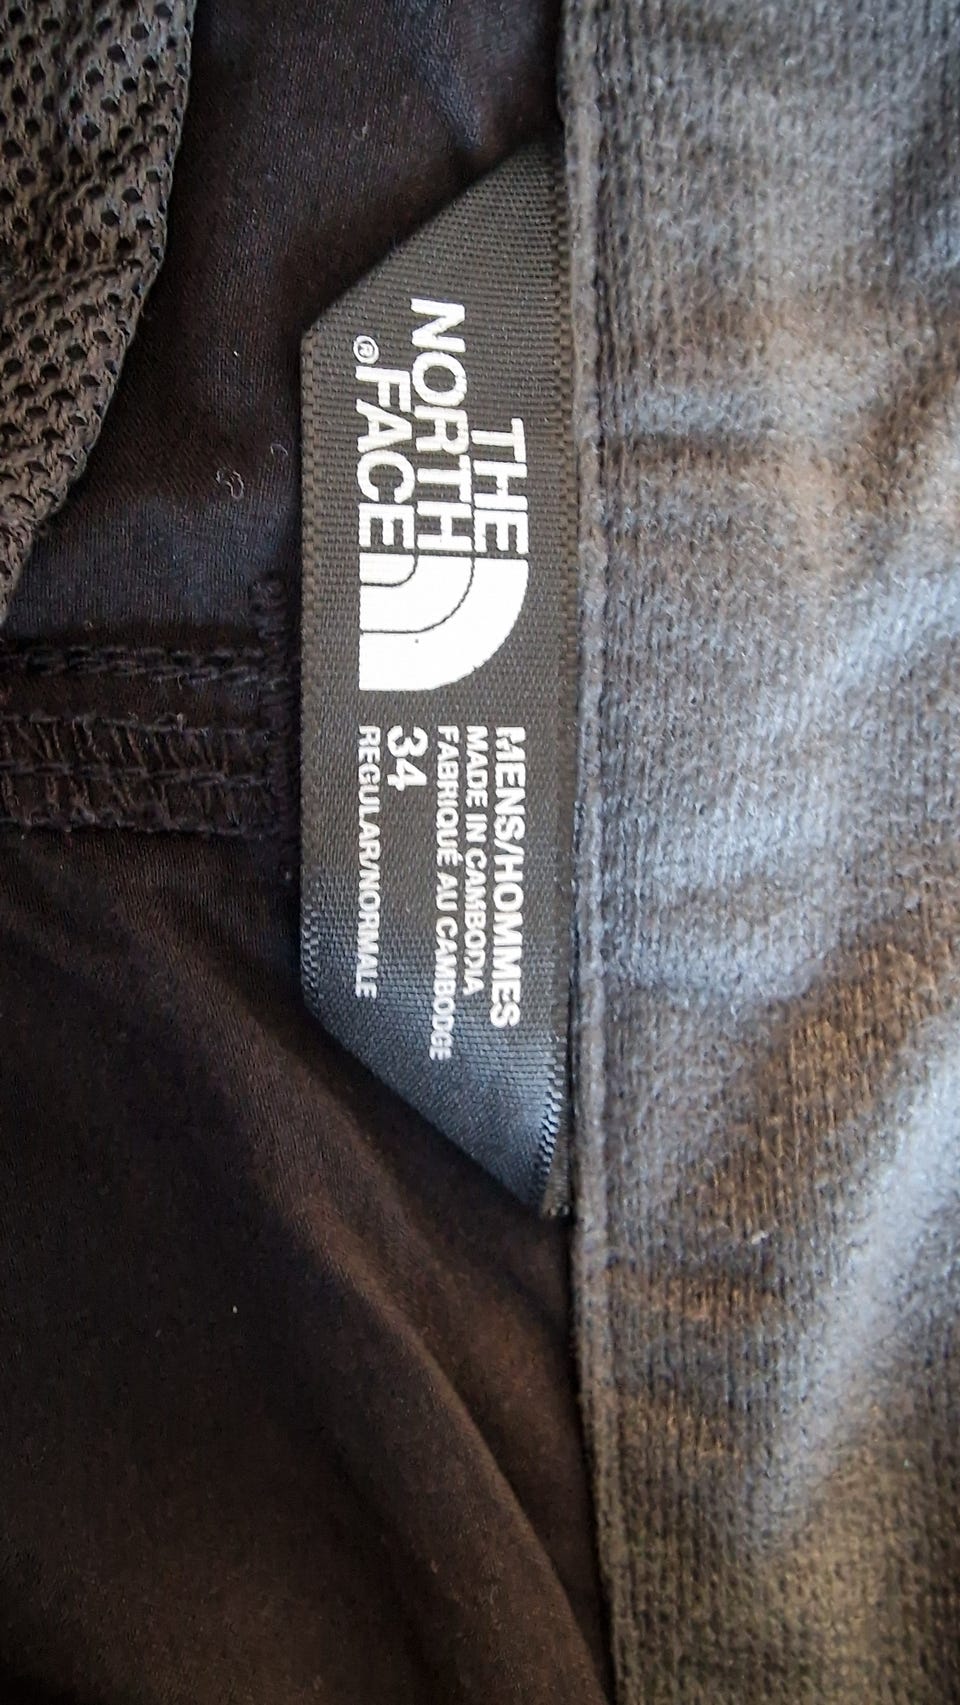 THE
NORTH
FACE
®
MENS/HOMMES
MADE IN CAMBODIA
FABRIQUÉ AU CAMBODGE
34
REGULAR/NORMALE